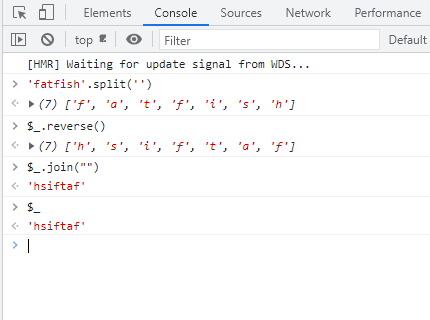 Elements Console Network Performance
top Filter Default
[HMR] Waiting for update signal from WDS...
'fatfish'.split('')
(7) ['f', 'a', 't', 'f', 'i', 's', 'h']
$_.reverse()
(7) ['h', 's', 'i', 'f', 't', 'a', 'f']
$_.join("")
'hsiftaf'
$_
'hsiftaf'